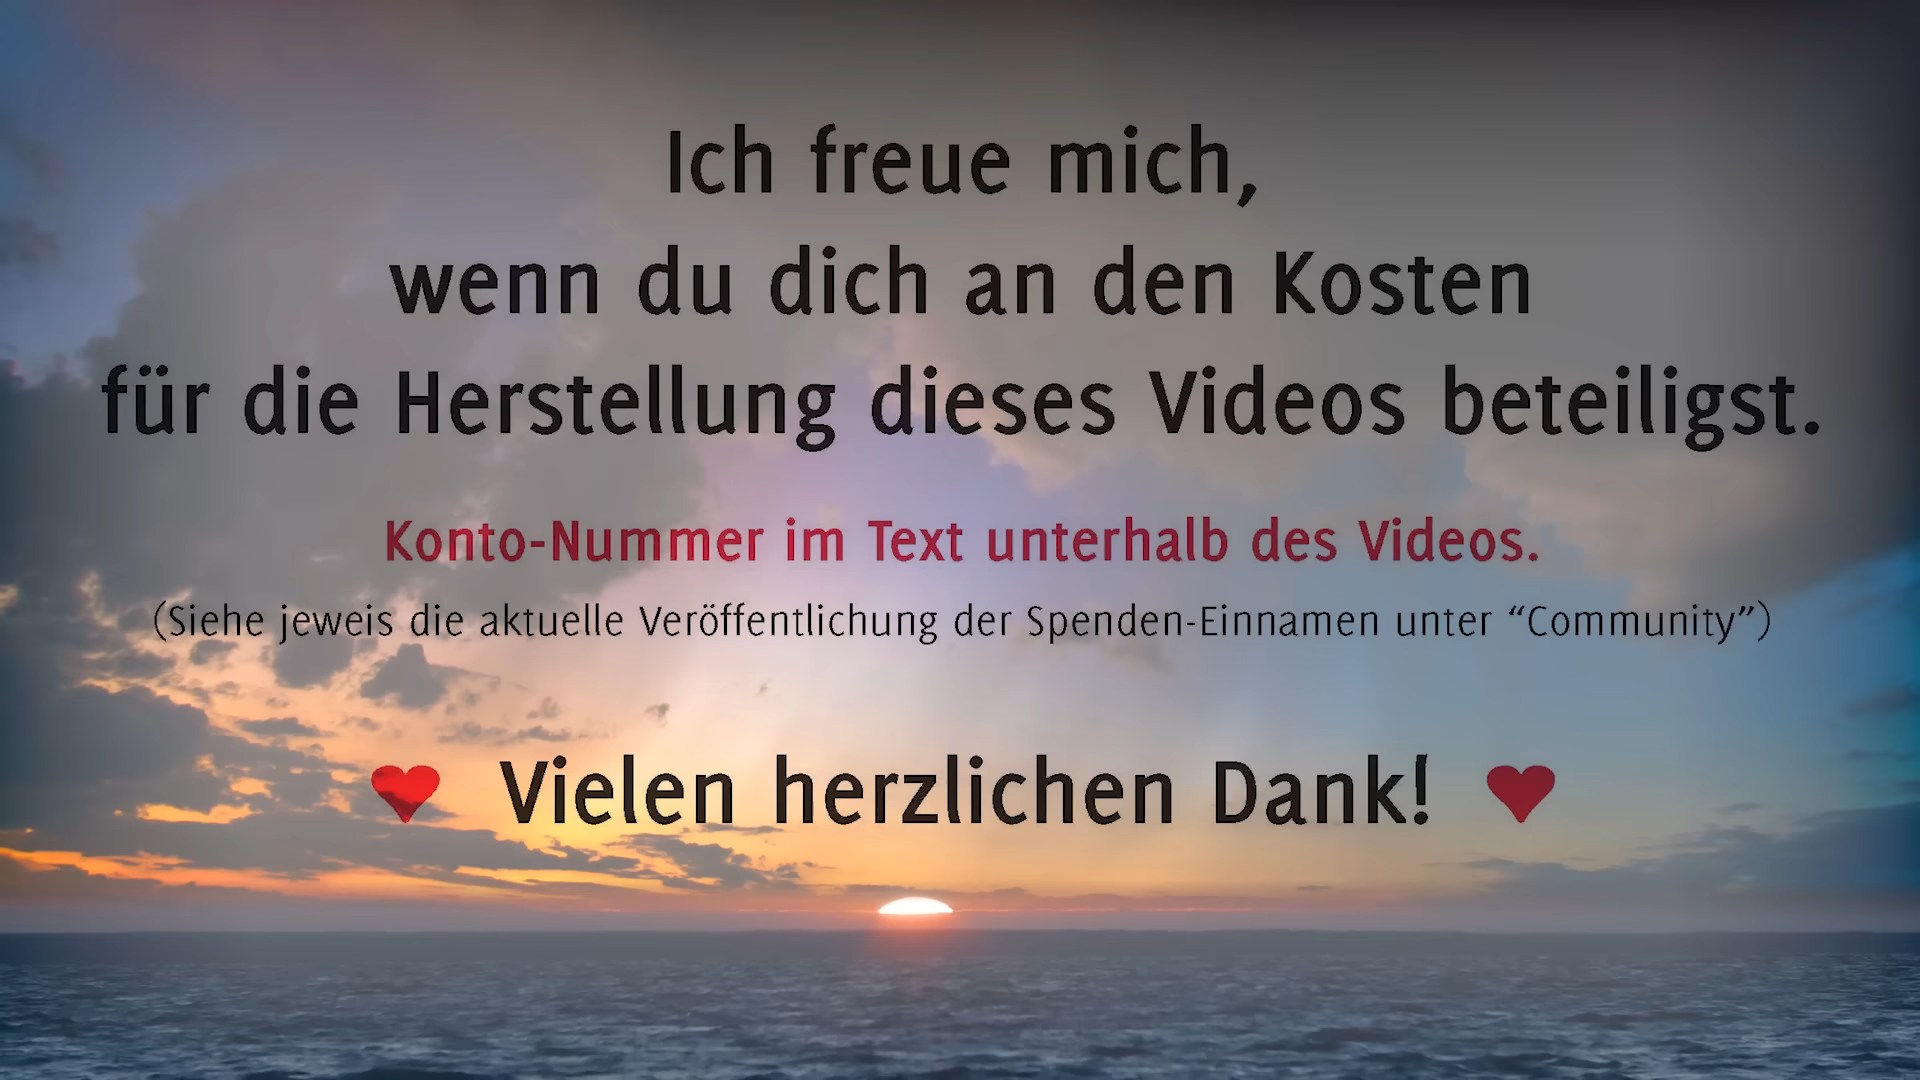 Ich freue mich,
wenn du dich an den Kosten
für die Herstellung dieses Videos beteiligst.
Konto-Nummer im Text unterhalb des Videos.
(Siehe jeweis die aktuelle Veröffentlichung der Spenden-Einnamen unter “Community”)
♥ Vielen herzlichen Dank! ♥